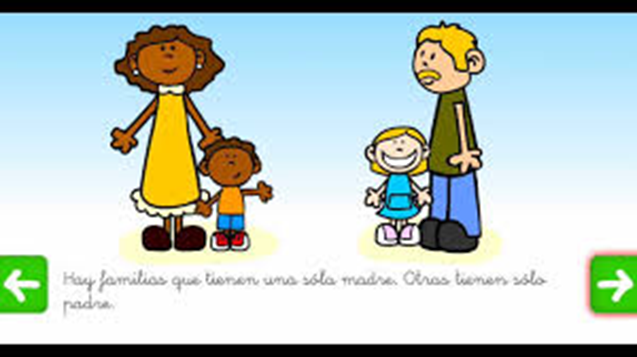 Hay familias que tienen una sóla madre. Otras tienen sólo
padre.